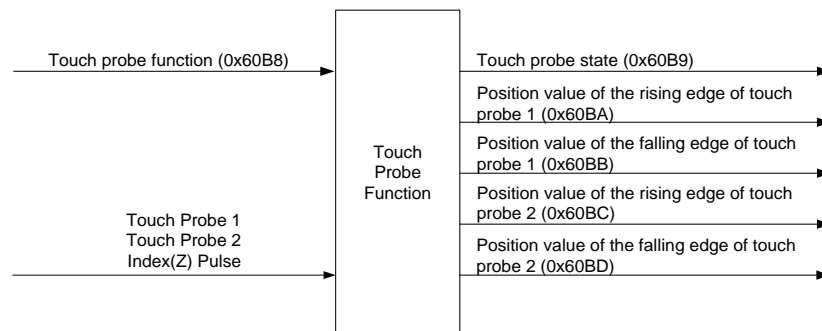 Touch probe function (0x60B8)
Touch Probe 1
Touch Probe 2
Index(Z) Pulse
Touch
Probe
Function
Touch probe state (0x60B9)
Position value of the rising edge of touch
probe 1 (0x60BA)
Position value of the falling edge of touch
probe 1 (0x60BB)
Position value of the rising edge of touch
probe 2 (0x60BC)
Position value of the falling edge of touch
probe 2 (0x60BD)